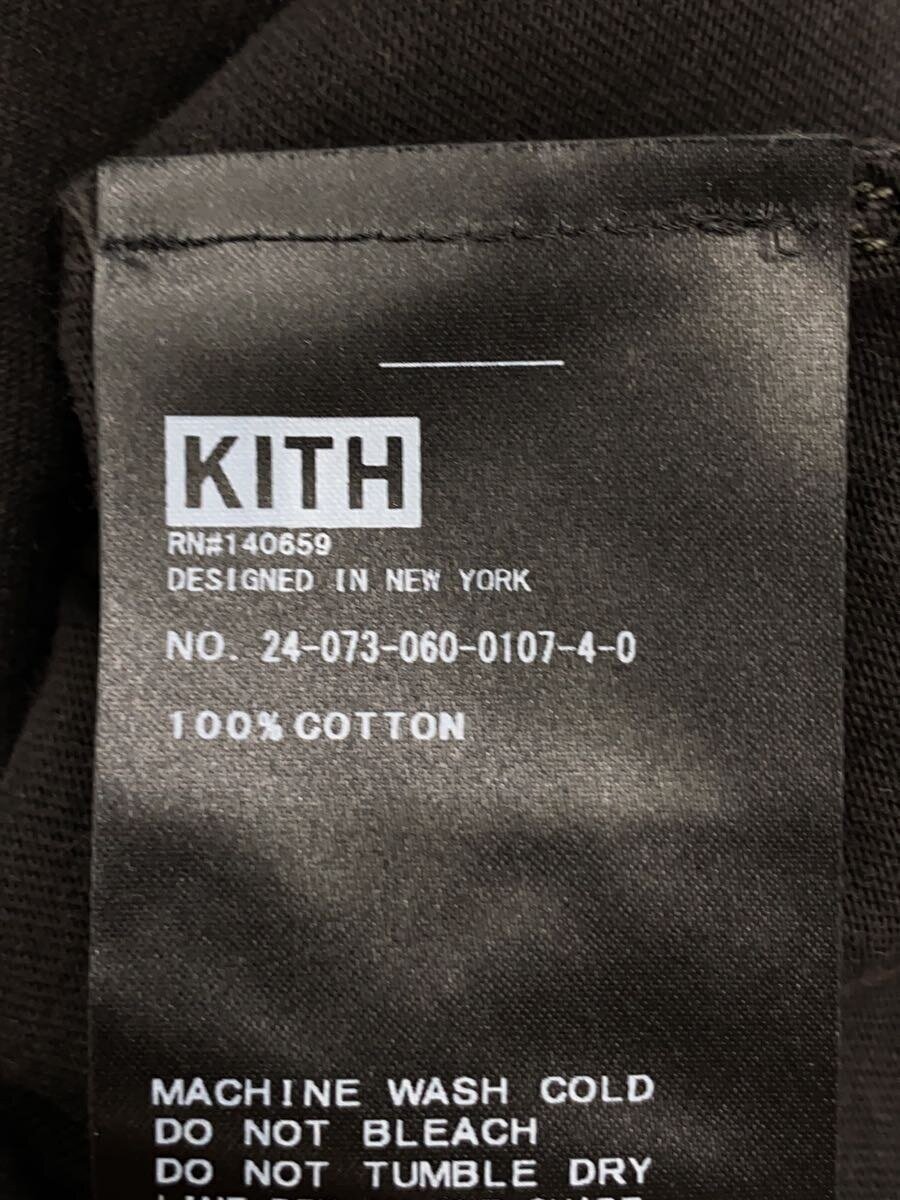 KITH
RN#140659
DESIGNED IN NEW YORK
NO. 24-073-060-0107-4-0
100% COTTON
MACHINE WASH COLD
DO NOT BLEACH
DO NOT TUMBLE DRY